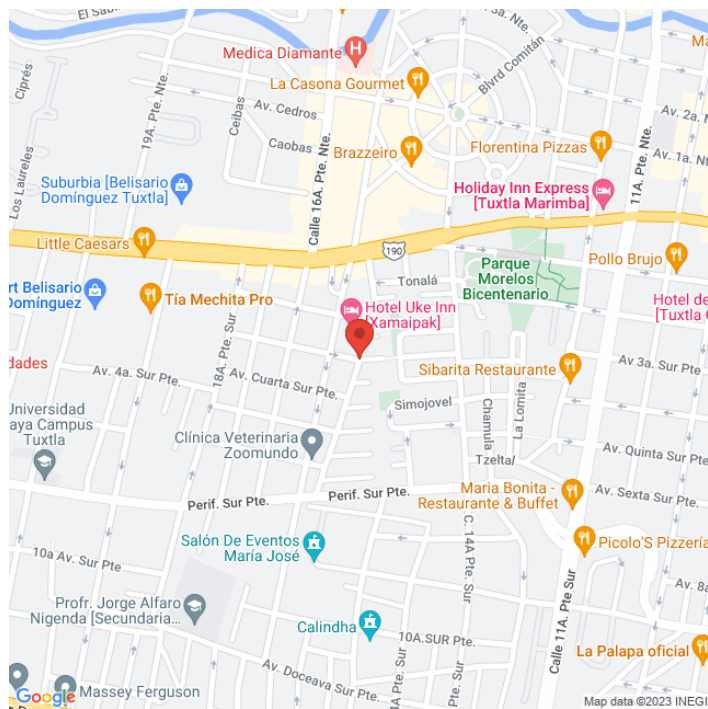 El Sab
3a. Nte.
Ma
Medica Diamante
H
Blvrd Comitán
La Casona Gourmet
Ciprés
Av. Cedros
Ceibas
19A. Pte. Nte.
Calle 16A. Pte. Nte.
11A. Pte. Nte.
Av. 2a. N
Caobas
Brazzeiro
Florentina Pizzas
Av. 1a. Nt
Los Laureles
Suburbia [Belisario
Domínguez Tuxtla]
Holiday Inn Express
[Tuxtla Marimba]
Little Caesars
190
Parque
Morelos
Bicentenario
Pollo Brujo
Tonalá
rt Belisario
Domínguez
Tía Mechita Pro
Hotel Uke Inn
[Xamaipak]
Hotel de
[Tuxtla
18A. Pte. Sur
dades
Av. 4a. Sur Pte.
Av. Cuarta Sur Pte.
Sibarita Restaurante
Av. 3a. Sur
Simojovel
Chamula
La Lomita
Universidad
aya Campus
Tuxtla
Clínica Veterinaria
Zoomundo
Tzeltal
Av. Quinta Sur Pte.
Perif. Sur Pte.
Perif. Sur Pte.
Maria Bonita -
Restaurante & Buffet
Av. Sexta Sur Pte.
C. 14A Pte. Sur
Salón De Eventos
María José
Picolo'S Pizzería
10a Av. Sur Pte.
Av. 8a
Profr. Jorge Alfaro
Nigenda [Secundaria...
Calindha
10A.SUR Pte.
Calle 11A. Pte Sur
La Palapa oficial
Av. Doceava Sur Pte.
4A Pte. Sur
Massey Ferguson
Google
Map data ©2023 INEGI